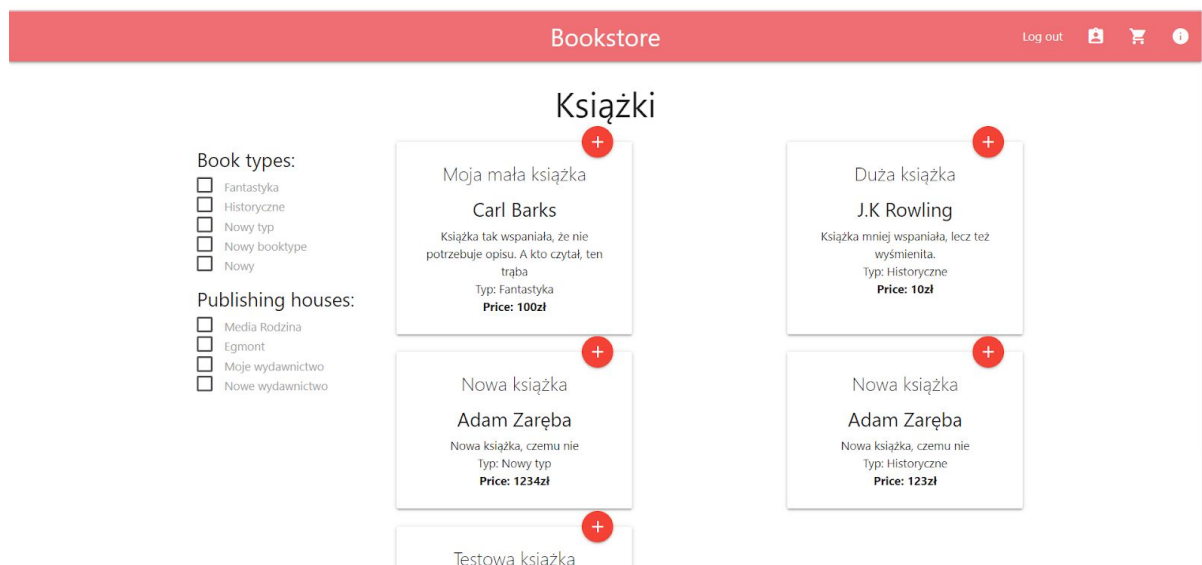 Bookstore
Log out
Książki
Book types:
Fantastyka
Historyczne
Nowy typ
Nowy booktype
Nowy
Publishing houses:
Media Rodzina
Egmont
Moje wydawnictwo
Nowe wydawnictwo
Moja mała książka
Carl Barks
Książka tak wspaniała, że nie
potrzebuje opisu. A kto czytał, ten
trąba
Typ: Fantastyka
Price: 100zł
Duża książka
J.K Rowling
Książka mniej wspaniała, lecz też
wyśmienita.
Typ: Historyczne
Price: 10zł
Nowa książka
Adam Zaręba
Nowa książka, czemu nie
Typ: Nowy typ
Price: 1234zł
Nowa książka
Adam Zaręba
Nowa książka, czemu nie
Typ: Historyczne
Price: 123zł
Testowa książka